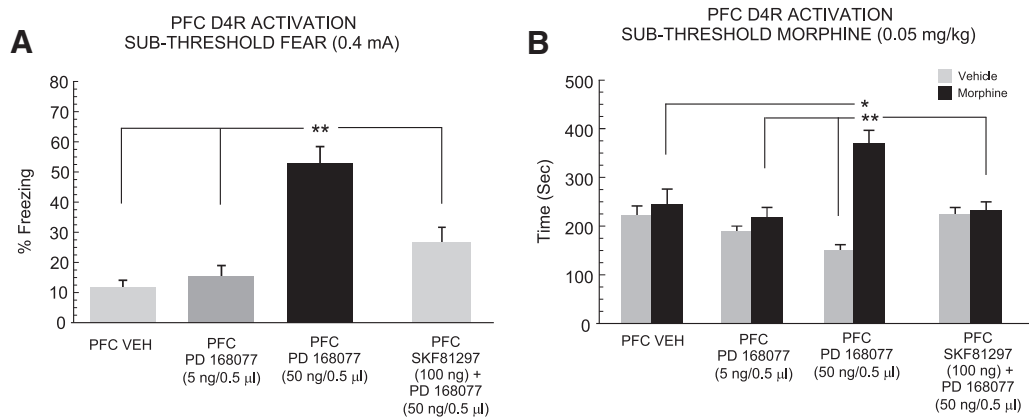 A
PFC D4R ACTIVATION
SUB-THRESHOLD FEAR (0.4 mA)
80
70
60
50
40
30
20
10
0
% Freezing
**
PFC VEH
PFC
PD 168077
(5 ng/0.5 µl)
PFC
PD 168077
(50 ng/0.5 µl)
PFC
SKF81297
(100 ng) +
PD 168077
(50 ng/0.5 µl)
B
PFC D4R ACTIVATION
SUB-THRESHOLD MORPHINE (0.05 mg/kg)
500
400
300
200
100
0
Time (Sec)
Vehicle
Morphine
*
**
PFC VEH
PFC
PD 168077
(5 ng/0.5 µl)
PFC
PD 168077
(50 ng/0.5 µl)
PFC
SKF81297
(100 ng) +
PD 168077
(50 ng/0.5 µl)